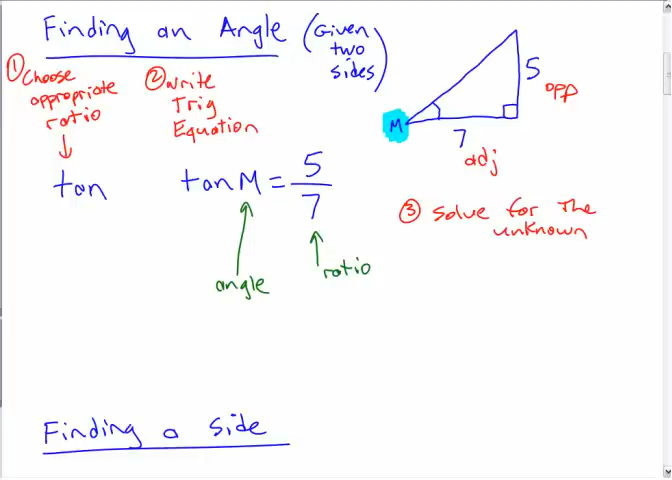 Finding an Angle (Given two sides)
① Choose appropriate ratio
↓
tan
② Write Trig Equation
tan M = 5/7
angle
ratio
M
5
opp
7
adj
③ Solve for the unknown
Finding a side